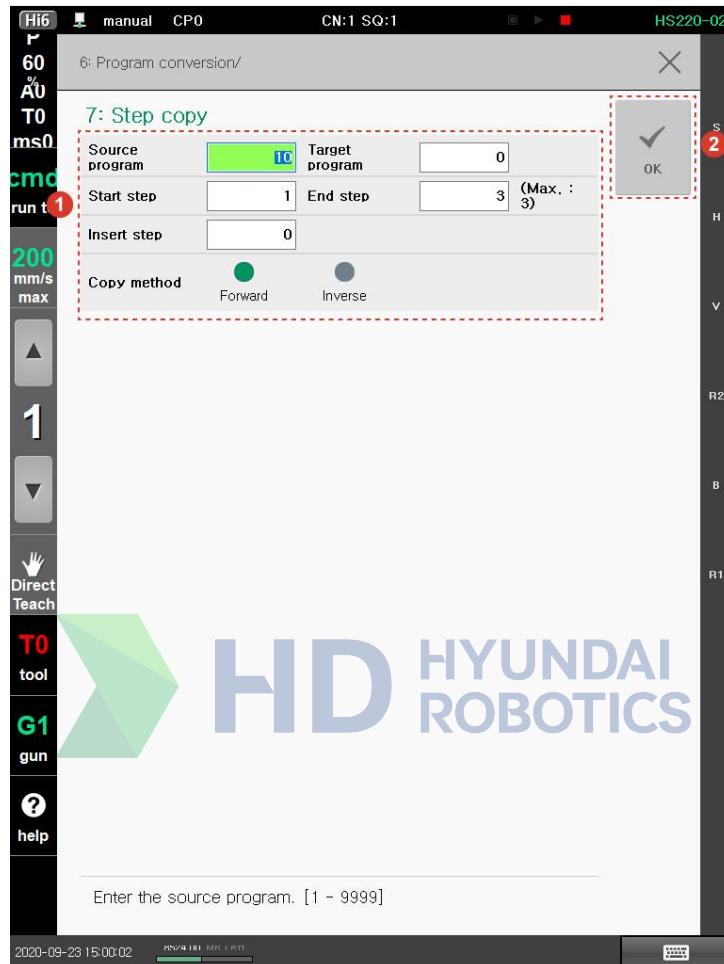 Hi6 manual CP0 CN:1 SQ:1 HS220-02
P
60
%
A0
T0
ms0
cmd
run t
200
mm/s
max
1
Direct
Teach
T0
tool
G1
gun
?
help
6: Program conversion/
7: Step copy
Source program 10 Target program 0
Start step 1 End step 3 (Max. : 3)
Insert step 0
Copy method Forward Inverse
1
OK
2
S
H
V
R2
B
R1
HD HYUNDAI
ROBOTICS
Enter the source program. [1 - 9999]
2020-09-23 15:00:02